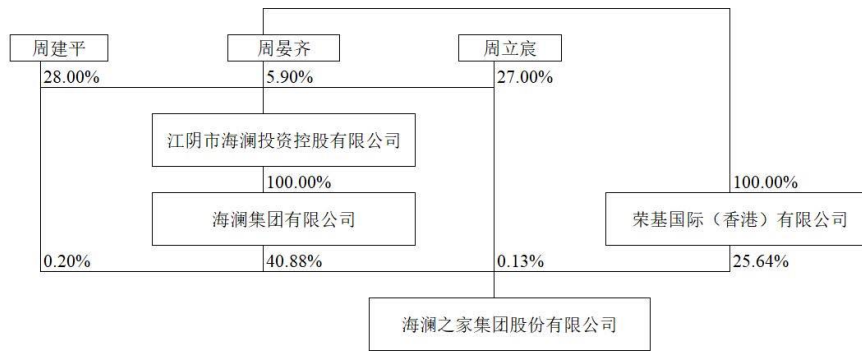 周建平 周晏齐 周立宸
28.00% 5.90% 27.00%
江阴市海澜投资控股有限公司
100.00% 100.00%
海澜集团有限公司 荣基国际（香港）有限公司
0.20% 40.88% 0.13% 25.64%
海澜之家集团股份有限公司